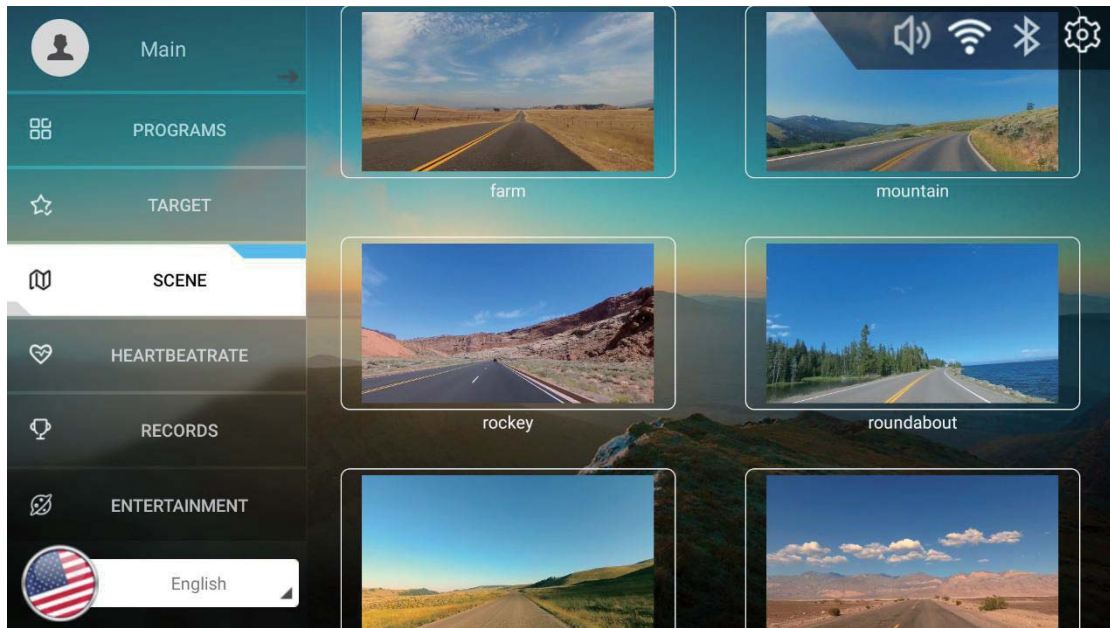 Main
PROGRAMS
TARGET
SCENE
HEARTBEATRATE
RECORDS
ENTERTAINMENT
English
farm
mountain
rockey
roundabout